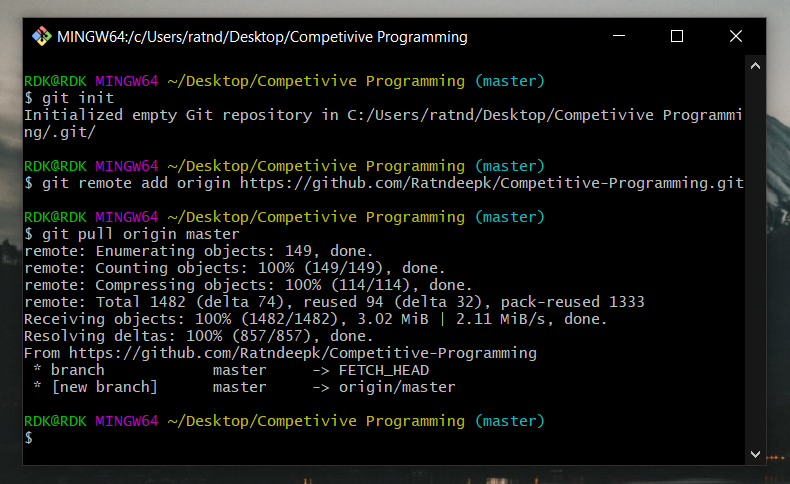 MINGW64:/c/Users/ratnd/Desktop/Competivive Programming
RDK@RDK MINGW64 ~/Desktop/Competivive Programming (master)
$ git init
Initialized empty Git repository in C:/Users/ratnd/Desktop/Competivive Programmi
ng/.git/
RDK@RDK MINGW64 ~/Desktop/Competivive Programming (master)
$ git remote add origin https://github.com/Ratndeepk/Competitive-Programming.git
RDK@RDK MINGW64 ~/Desktop/Competivive Programming (master)
$ git pull origin master
remote: Enumerating objects: 149, done.
remote: Counting objects: 100% (149/149), done.
remote: Compressing objects: 100% (114/114), done.
remote: Total 1482 (delta 74), reused 94 (delta 32), pack-reused 1333
Receiving objects: 100% (1482/1482), 3.02 MiB | 2.11 MiB/s, done.
Resolving deltas: 100% (857/857), done.
From https://github.com/Ratndeepk/Competitive-Programming
 * branch            master     -> FETCH_HEAD
 * [new branch]      master     -> origin/master
RDK@RDK MINGW64 ~/Desktop/Competivive Programming (master)
$